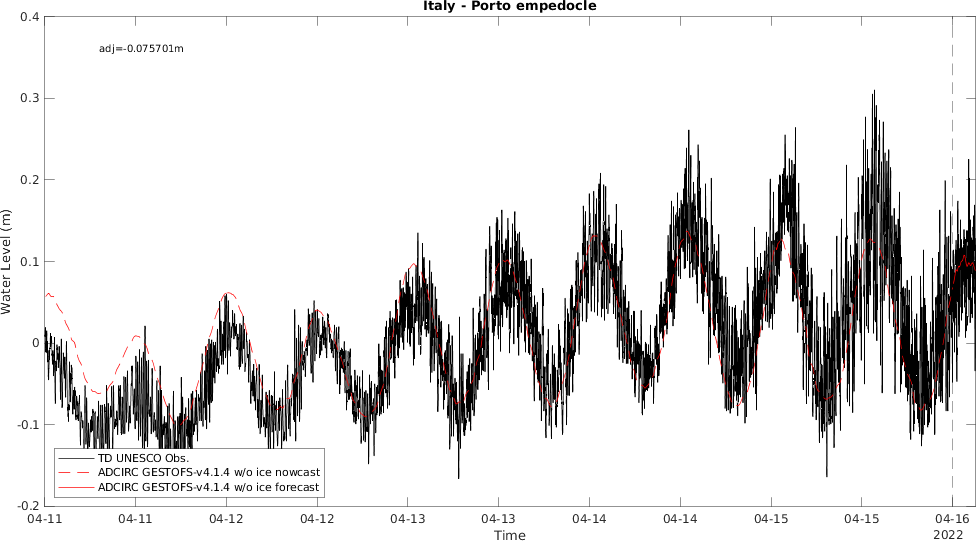 Italy - Porto empedocle
adj=-0.075701m
0.4
0.3
0.2
0.1
0
-0.1
-0.2
Water Level (m)
TD UNESCO Obs.
ADCIRC GESTOFS-v4.1.4 w/o ice nowcast
ADCIRC GESTOFS-v4.1.4 w/o ice forecast
04-11 04-11 04-12 04-12 04-13 04-13 04-14 04-14 04-15 04-15 04-16
Time
2022